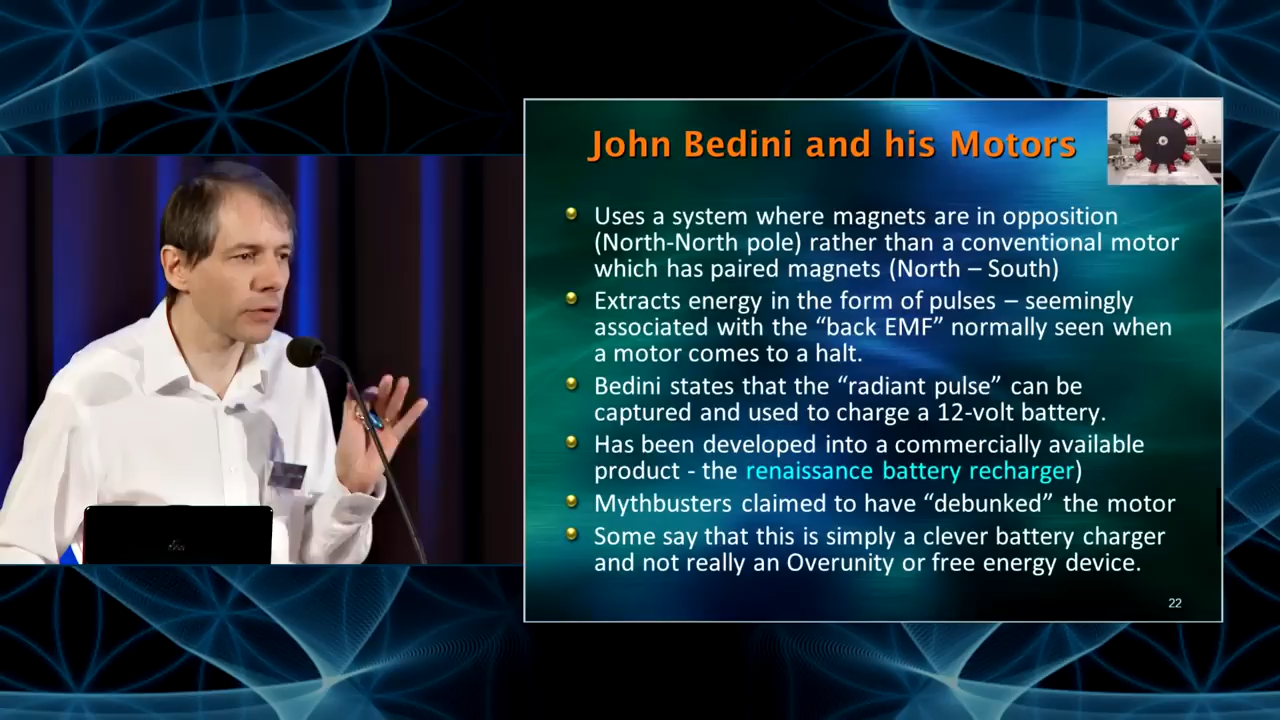 John Bedini and his Motors
Uses a system where magnets are in opposition
(North-North pole) rather than a conventional motor
which has paired magnets (North – South)
Extracts energy in the form of pulses – seemingly
associated with the “back EMF” normally seen when
a motor comes to a halt.
Bedini states that the “radiant pulse” can be
captured and used to charge a 12-volt battery.
Has been developed into a commercially available
product - the renaissance battery recharger)
Mythbusters claimed to have “debunked” the motor
Some say that this is simply a clever battery charger
and not really an Overunity or free energy device.
22